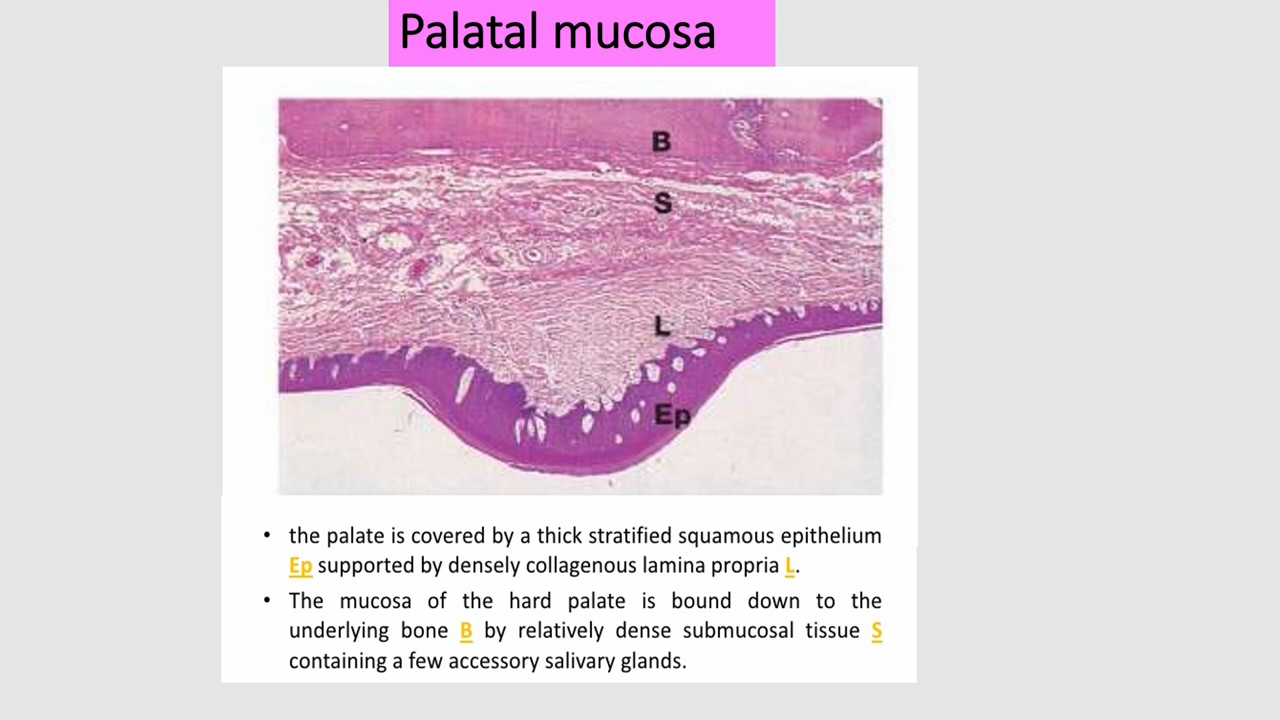 Palatal mucosa
B
S
L
Ep
• the palate is covered by a thick stratified squamous epithelium
Ep supported by densely collagenous lamina propria L.
• The mucosa of the hard palate is bound down to the
underlying bone B by relatively dense submucosal tissue S
containing a few accessory salivary glands.